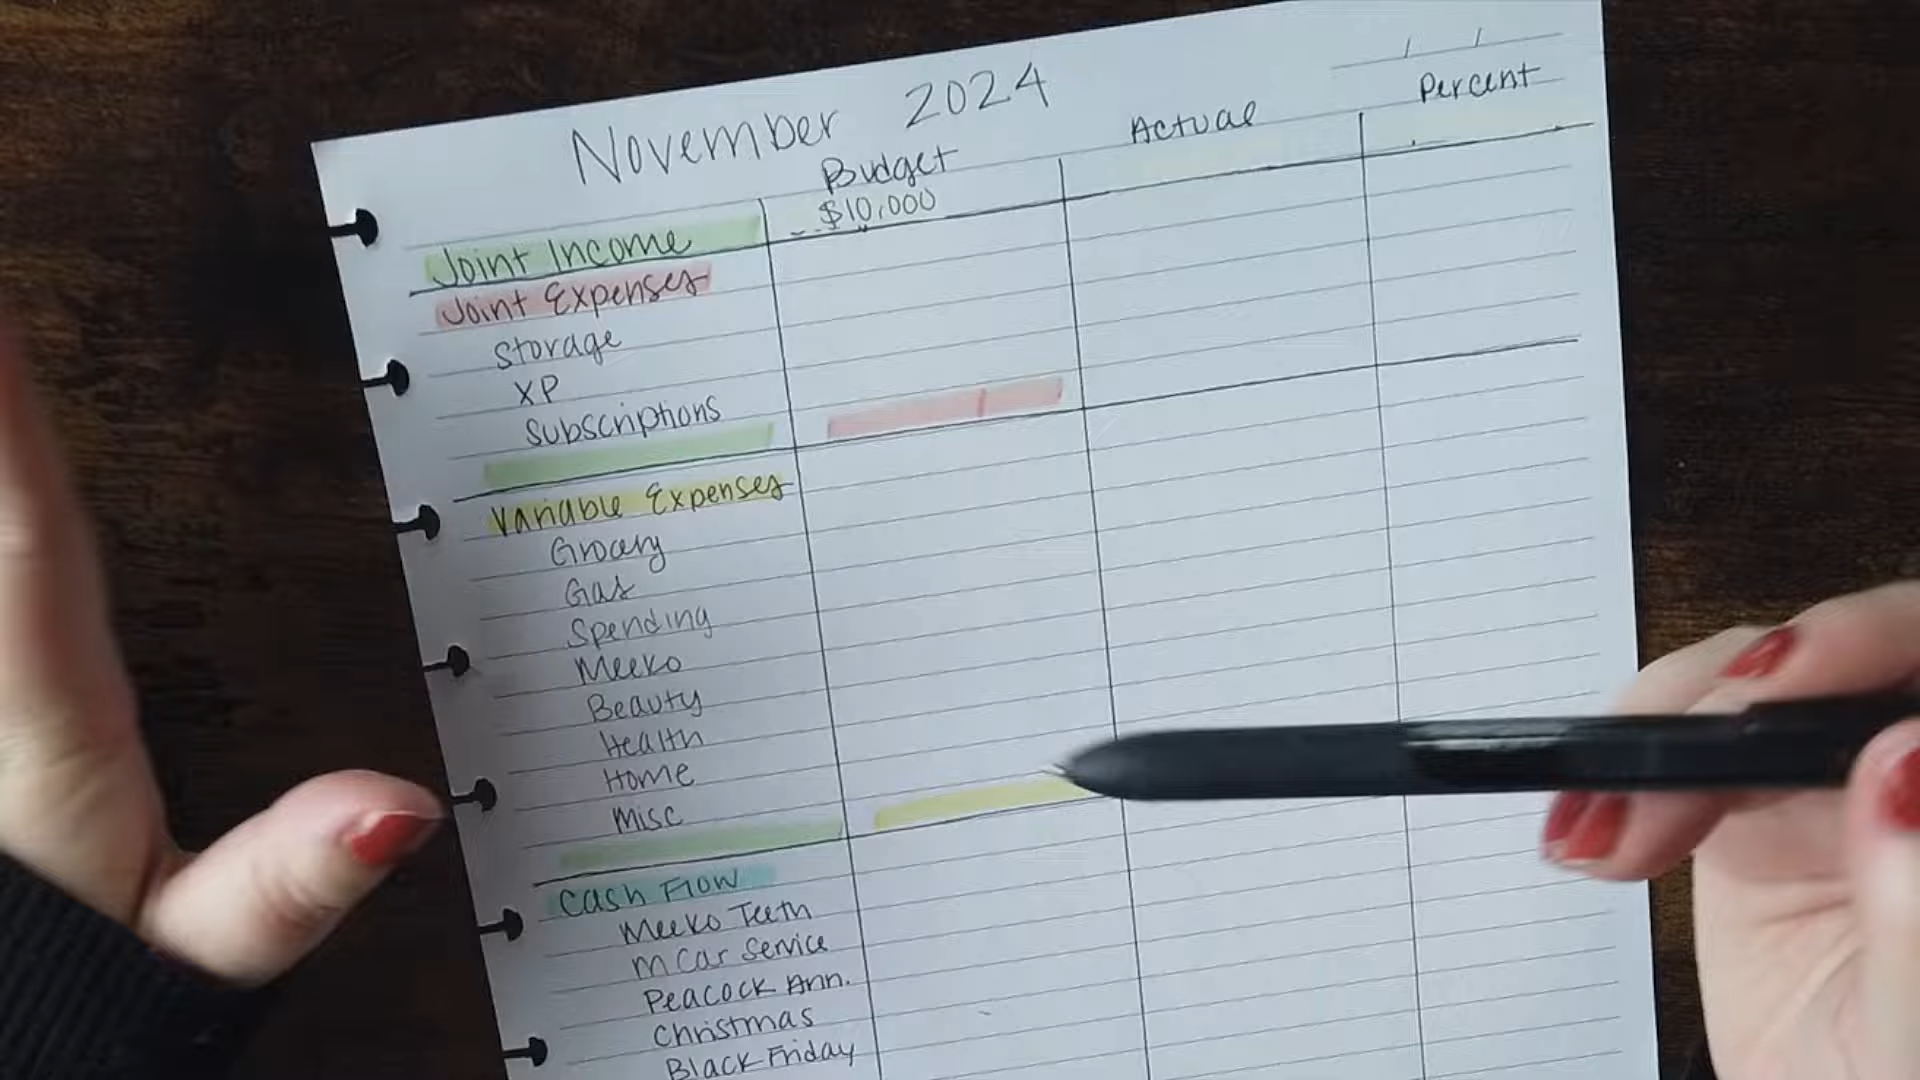 November 2024
Budget Actual Percent
Joint Income $10,000
Joint Expenses
Storage
XP
Subscriptions
Variable Expenses
Grocery
Gas
Spending
Meeko
Beauty
Health
Home
Misc
Cash Flow
Meeko Teeth
M Car Service
Peacock Ann.
Christmas
Black Friday